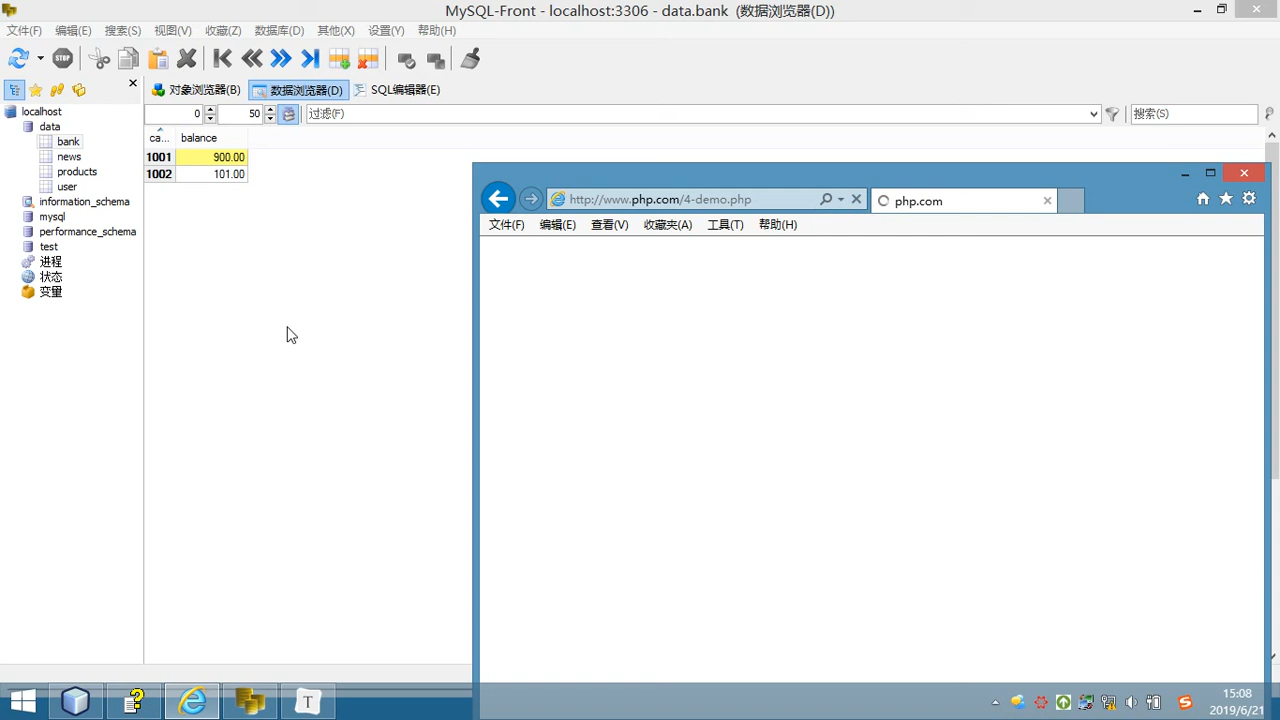 MySQL-Front - localhost:3306 - data.bank (数据浏览器(D))
文件(F) 编辑(E) 搜索(S) 视图(V) 收藏(Z) 数据库(D) 其他(X) 设置(Y) 帮助(H)
STOP
对象浏览器(B) 数据浏览器(D) SQL编辑器(E)
0 50 过滤(F) 搜索(S)
localhost
data
bank
news
products
user
information_schema
mysql
performance_schema
test
进程
状态
变量
ca... balance
1001 900.00
1002 101.00
http://www.php.com/4-demo.php php.com
文件(F) 编辑(E) 查看(V) 收藏夹(A) 工具(T) 帮助(H)
T
15:08
2019/6/21